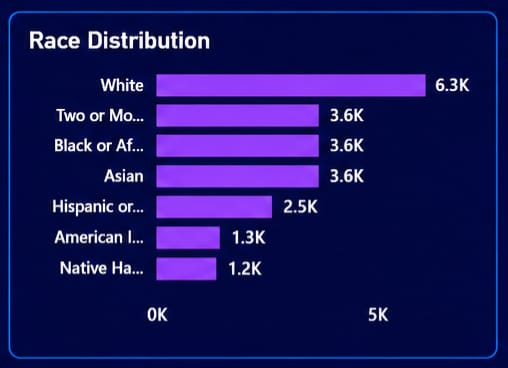 Race Distribution
White 6.3K
Two or Mo... 3.6K
Black or Af... 3.6K
Asian 3.6K
Hispanic or... 2.5K
American I... 1.3K
Native Ha... 1.2K
0K 5K